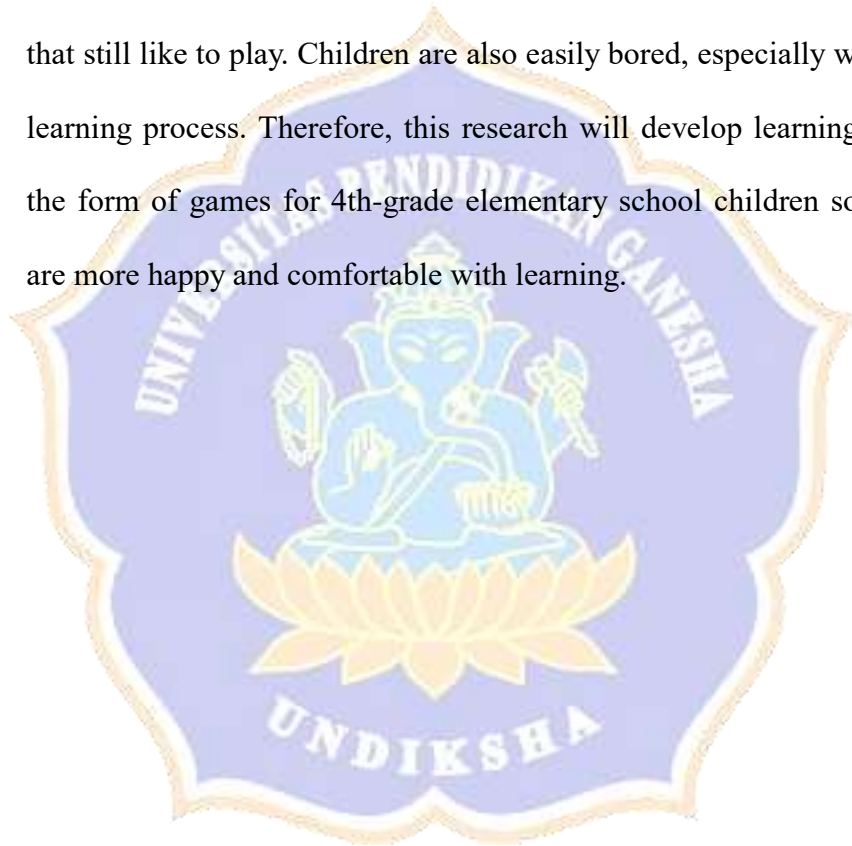 that still like to play. Children are also easily bored, especially w
learning process. Therefore, this research will develop learning
the form of games for 4th-grade elementary school children so
are more happy and comfortable with learning.
UNIVERSITAS PENDIDIKAN GANESHA
UNDIKSHA